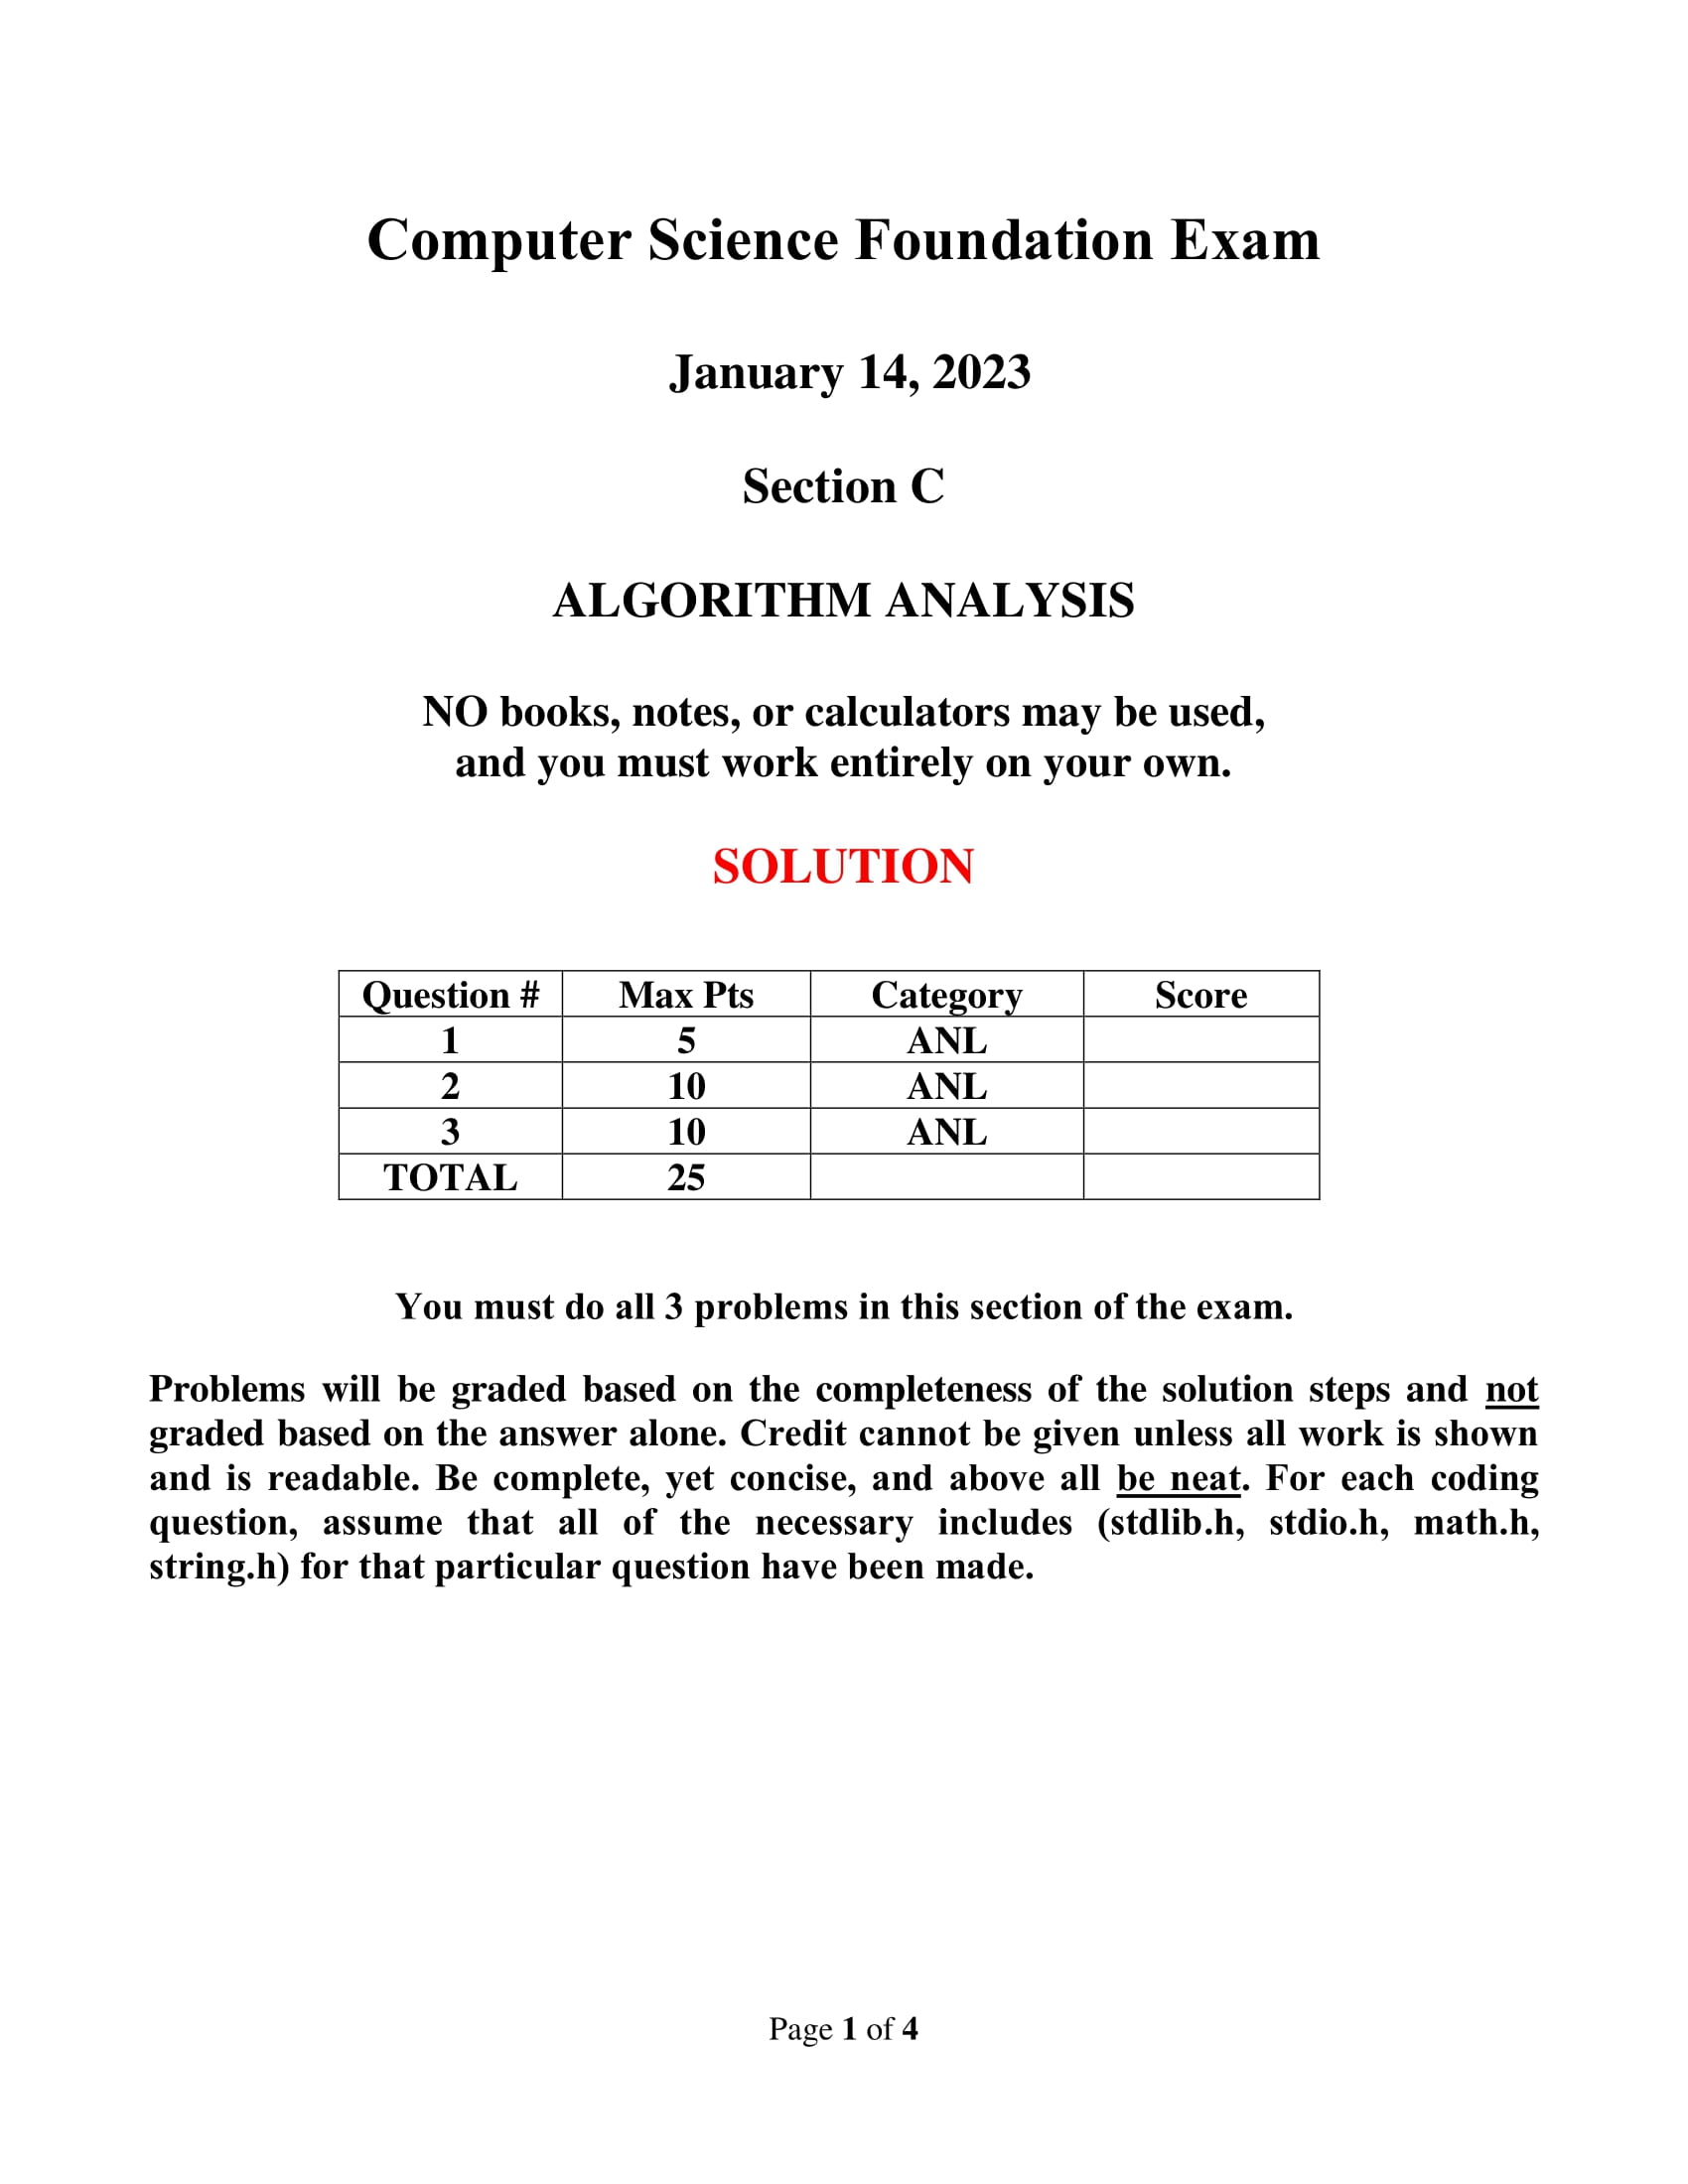 Computer Science Foundation Exam
January 14, 2023
Section C
ALGORITHM ANALYSIS
NO books, notes, or calculators may be used,
and you must work entirely on your own.
SOLUTION
Question # Max Pts Category Score
1 5 ANL
2 10 ANL
3 10 ANL
TOTAL 25
You must do all 3 problems in this section of the exam.
Problems will be graded based on the completeness of the solution steps and not
graded based on the answer alone. Credit cannot be given unless all work is shown
and is readable. Be complete, yet concise, and above all be neat. For each coding
question, assume that all of the necessary includes (stdlib.h, stdio.h, math.h,
string.h) for that particular question have been made.
Page 1 of 4